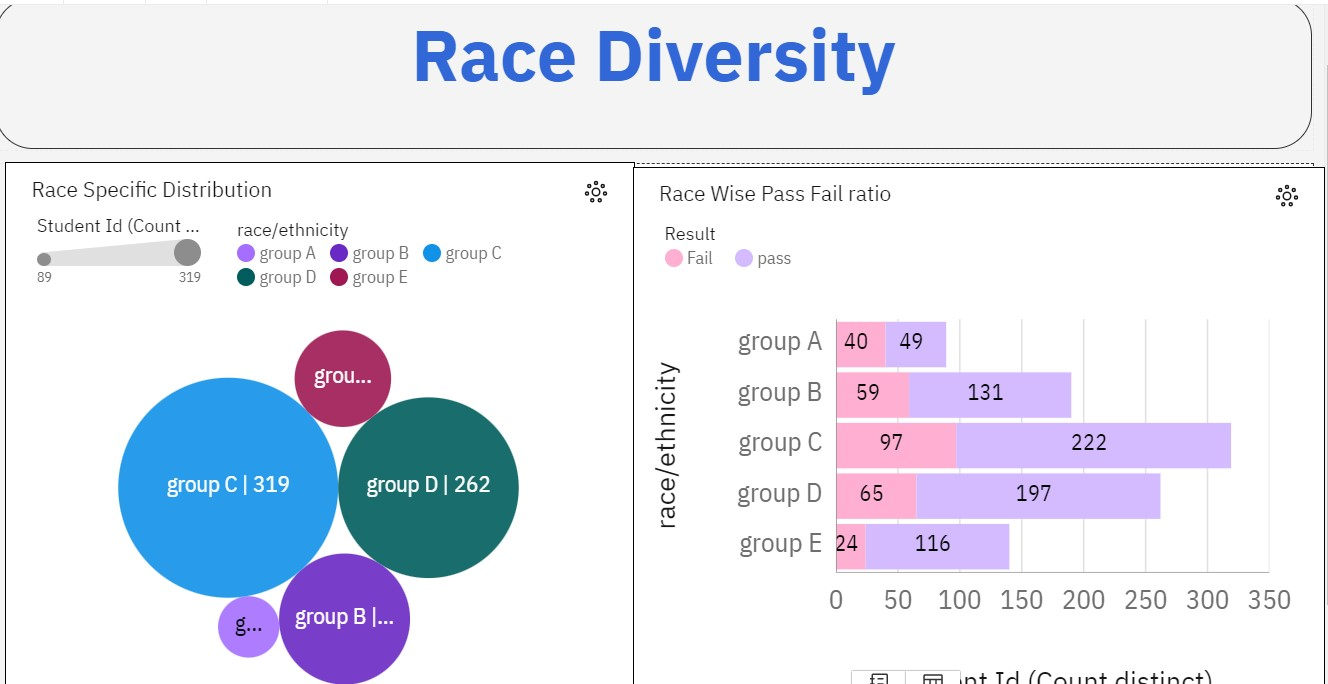 Race Diversity
Race Specific Distribution
Student Id (Count ...
89
319
race/ethnicity
group A
group B
group C
group D
group E
grou...
group C | 319
group D | 262
group B |...
g...
Race Wise Pass Fail ratio
Result
Fail
pass
race/ethnicity
group A 40 49
group B 59 131
group C 97 222
group D 65 197
group E 24 116
0 50 100 150 200 250 300 350
Id (Count distinct)